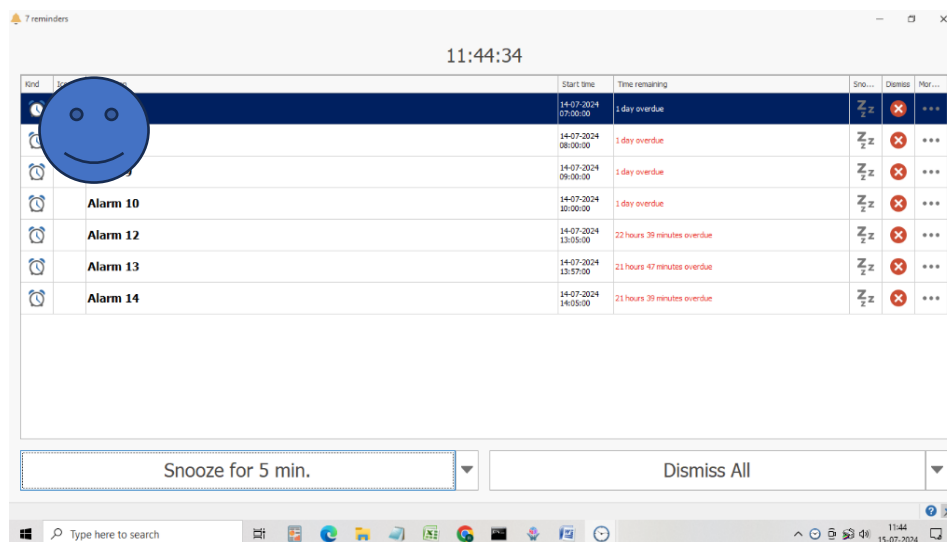 7 reminders
11:44:34
Kind Start time Time remaining Sno... Dismiss Mor...
14-07-2024
07:00:00
1 day overdue
14-07-2024
08:00:00
1 day overdue
14-07-2024
09:00:00
1 day overdue
Alarm 10
14-07-2024
10:00:00
1 day overdue
Alarm 12
14-07-2024
13:05:00
22 hours 39 minutes overdue
Alarm 13
14-07-2024
13:57:00
21 hours 47 minutes overdue
Alarm 14
14-07-2024
14:05:00
21 hours 39 minutes overdue
Snooze for 5 min.
Dismiss All
Type here to search
11:44
15-07-2024